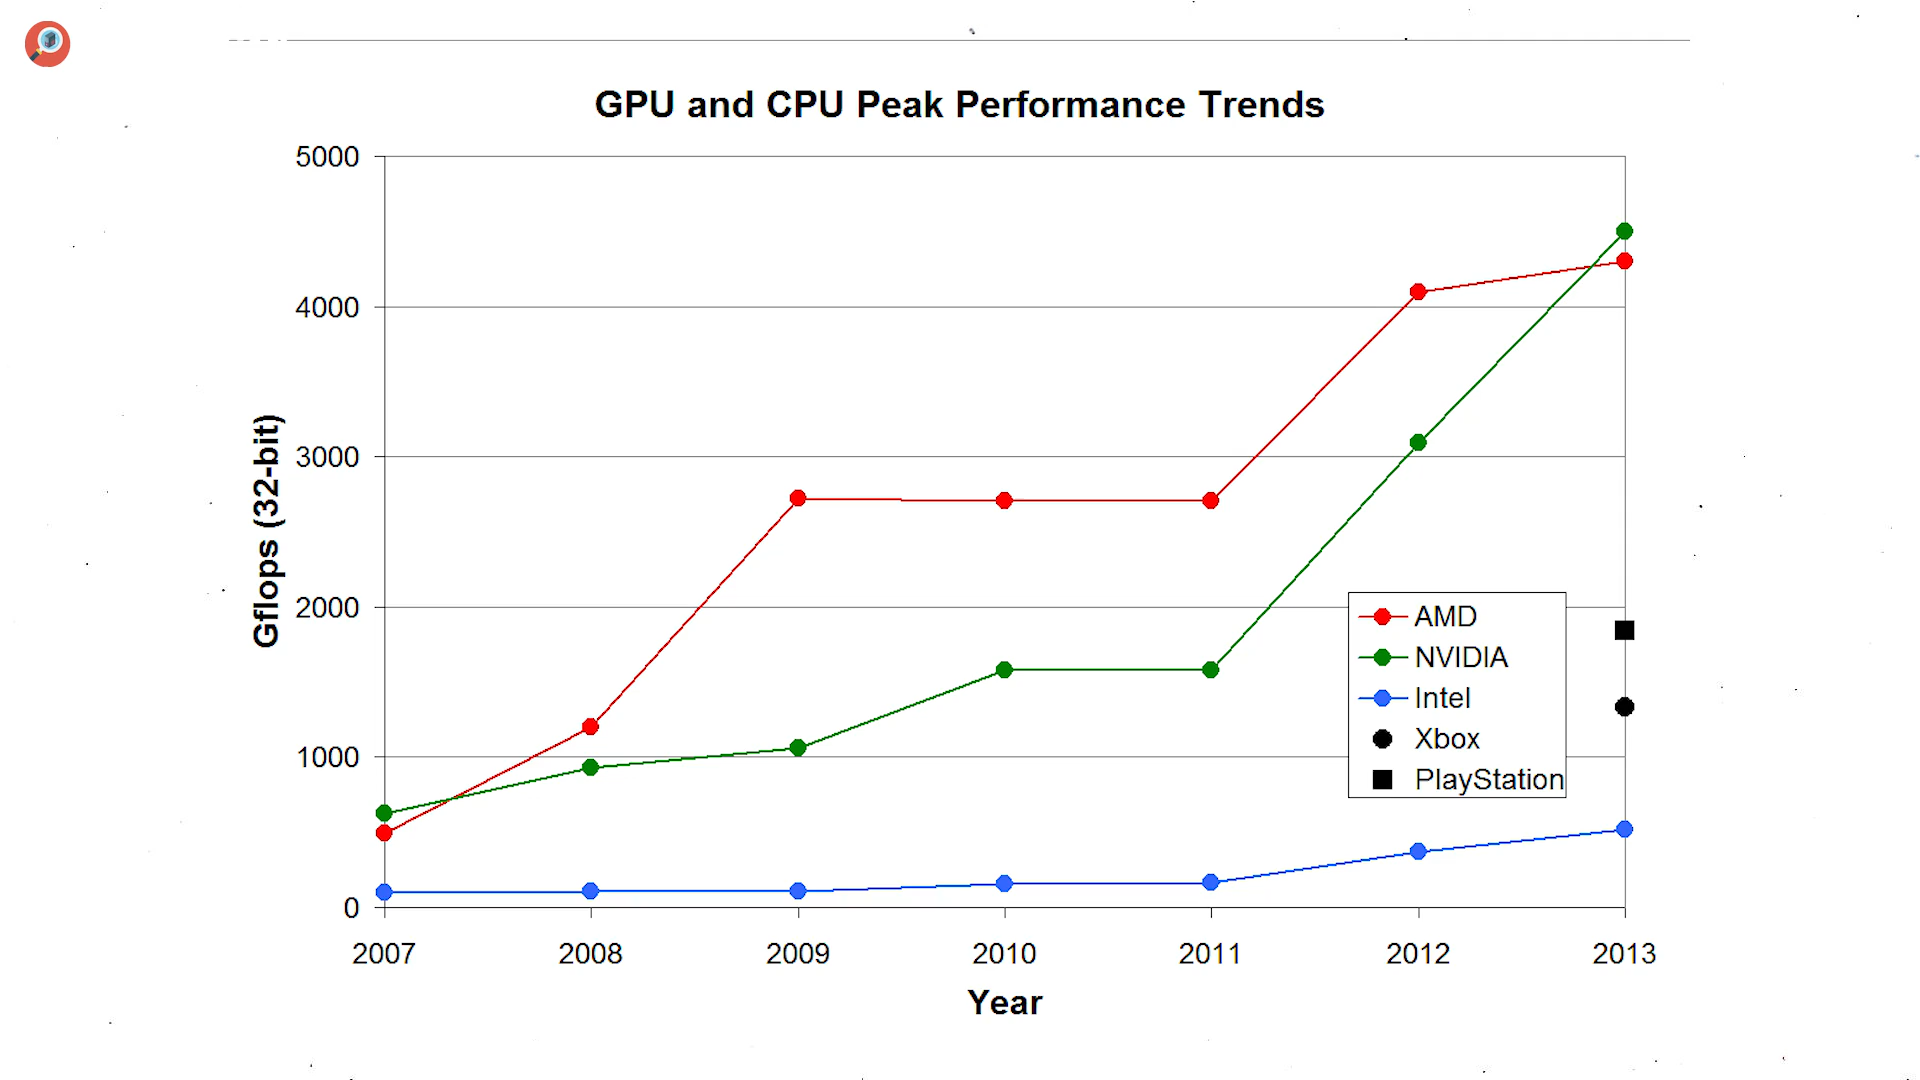 GPU and CPU Peak Performance Trends
5000
4000
3000
2000
1000
0
Gflops (32-bit)
AMD
NVIDIA
Intel
Xbox
PlayStation
2007 2008 2009 2010 2011 2012 2013
Year